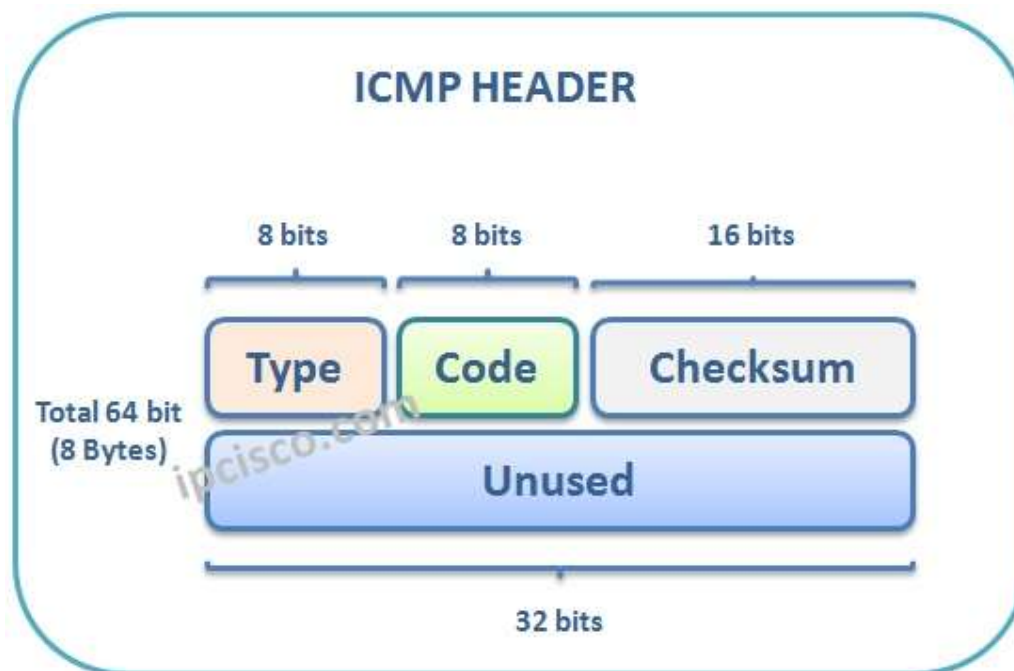 ICMP HEADER
8 bits
8 bits
16 bits
Type
Code
Checksum
Total 64 bit
(8 Bytes)
ipcisco.com
Unused
32 bits